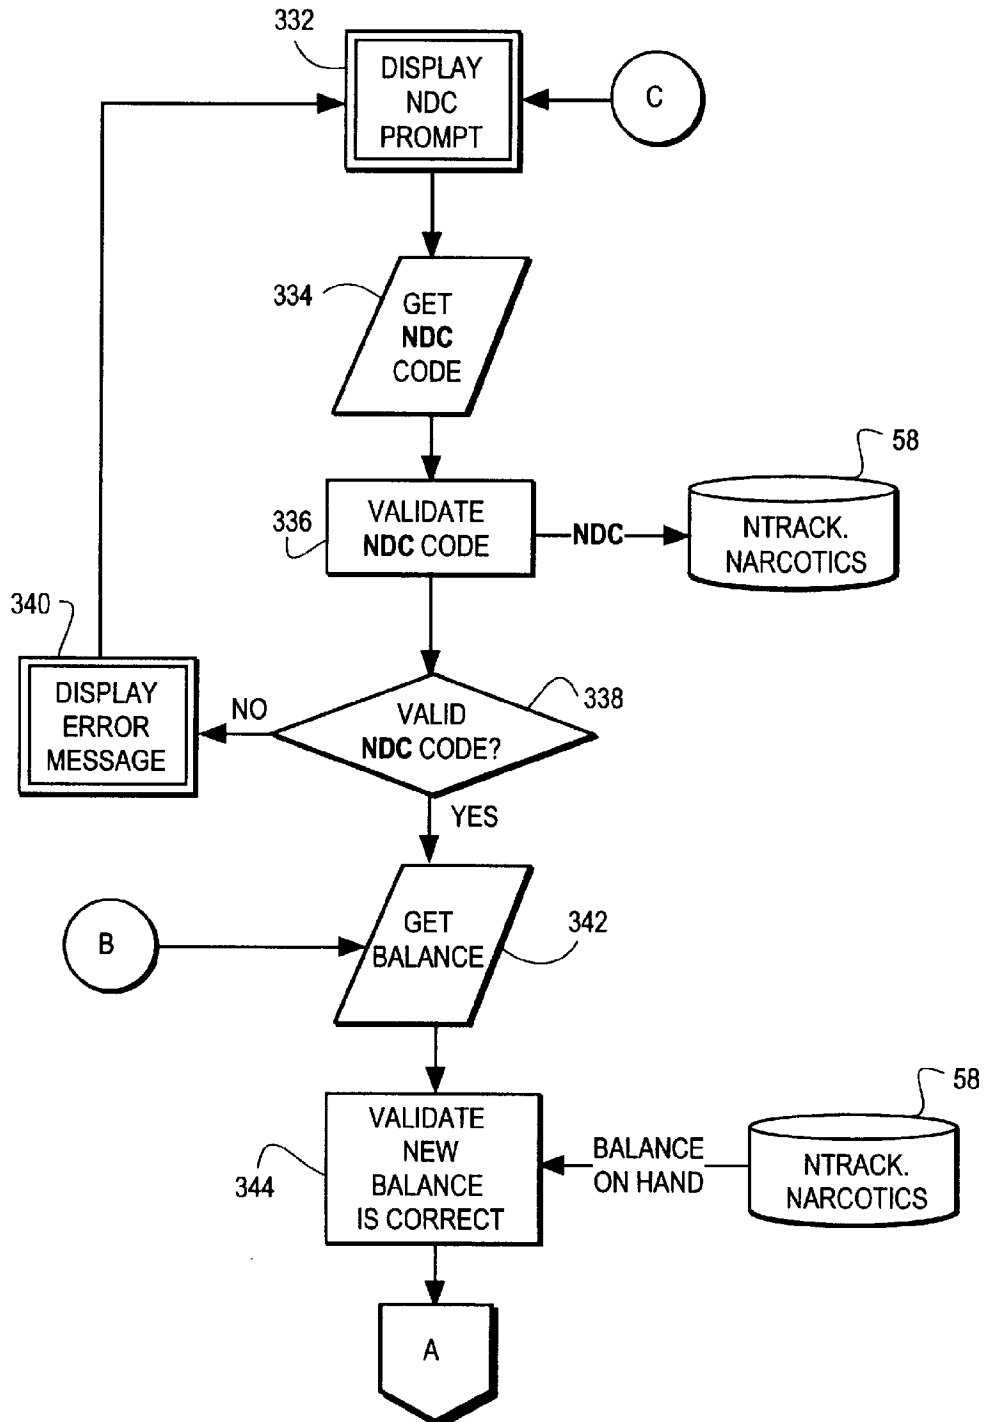 332
DISPLAY
NDC
PROMPT
C
334
GET
NDC
CODE
58
336
VALIDATE
NDC CODE
NDC
NTRACK.
NARCOTICS
340
DISPLAY
ERROR
MESSAGE
NO
VALID
NDC CODE?
338
YES
B
GET
BALANCE
342
58
344
VALIDATE
NEW
BALANCE
IS CORRECT
BALANCE
ON HAND
NTRACK.
NARCOTICS
A